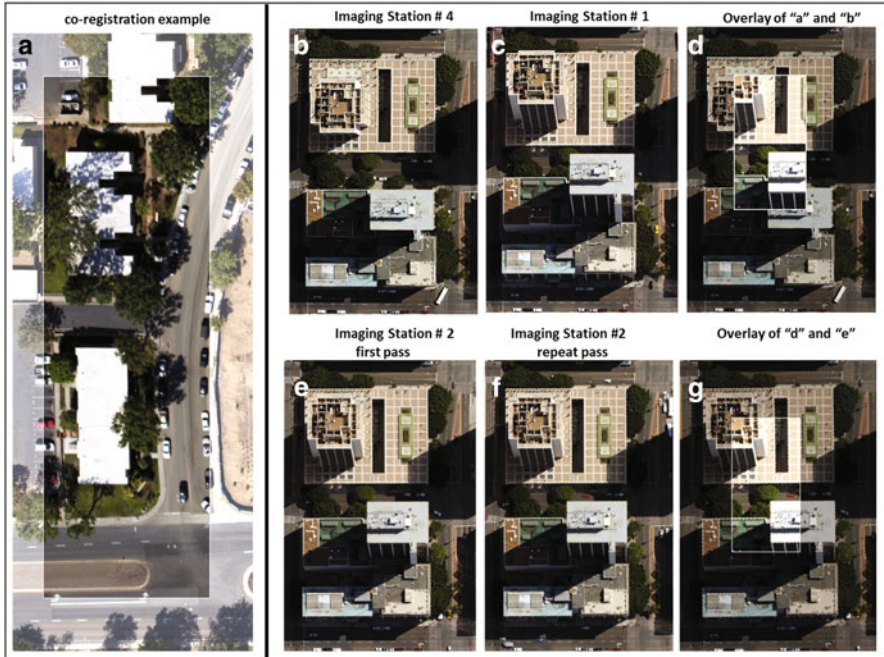 co-registration example
a
Imaging Station # 4
b
Imaging Station # 1
c
Overlay of “a” and “b”
d
Imaging Station # 2
first pass
e
Imaging Station #2
repeat pass
f
Overlay of “d” and “e”
g